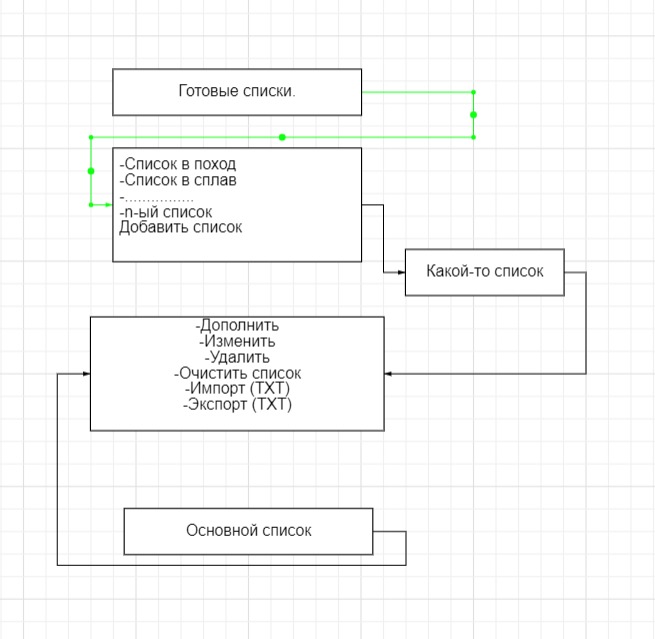 Готовые списки.
-Список в поход
-Список в сплав
-................
-n-ый список
Добавить список
Какой-то список
-Дополнить
-Изменить
-Удалить
-Очистить список
-Импорт (TXT)
-Экспорт (TXT)
Основной список